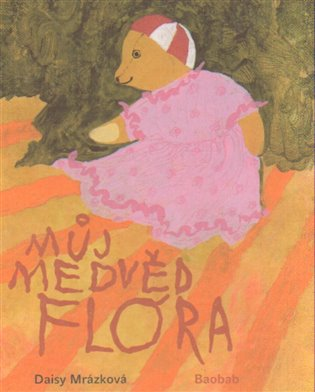 MŮJ
MEDVĚD
FLÓRA
Daisy Mrázková Baobab